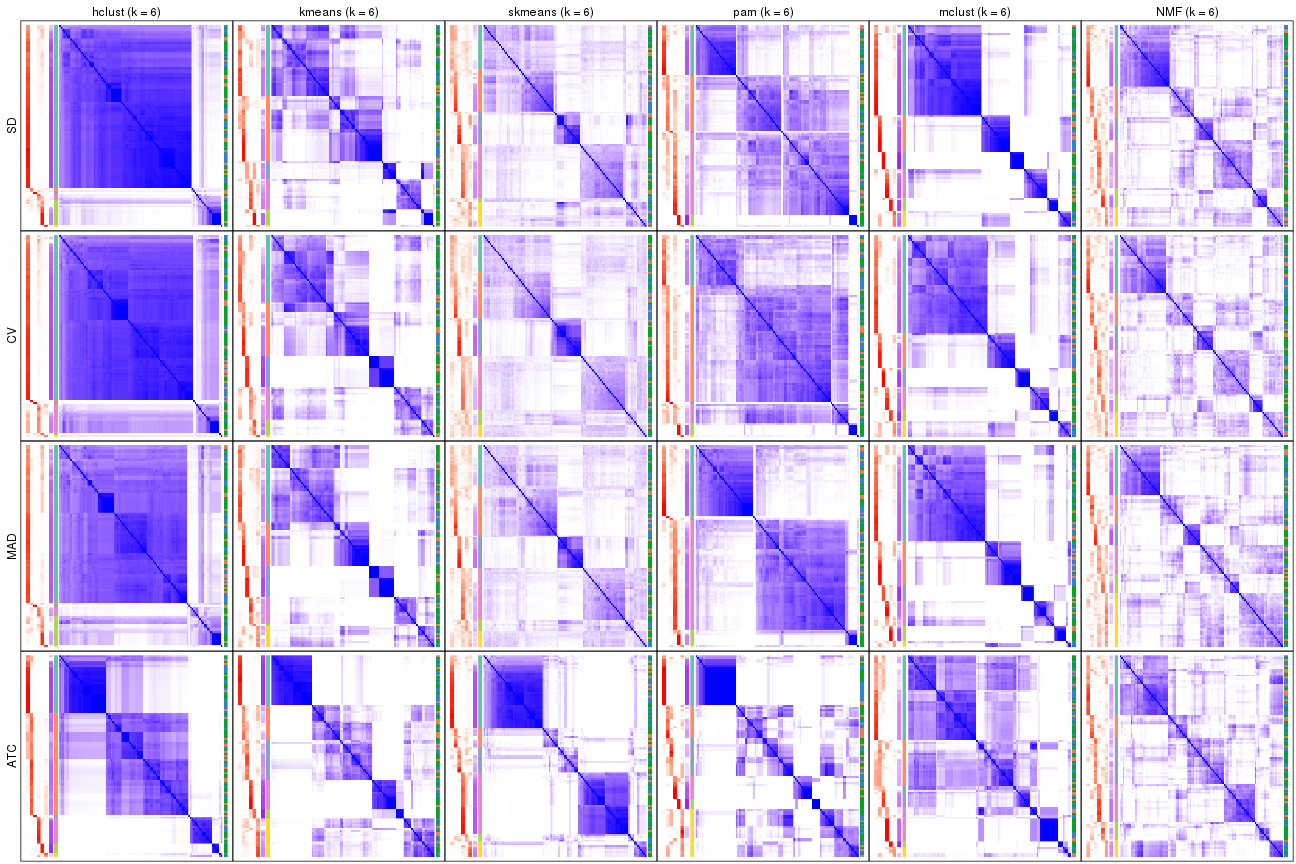 hclust (k = 6) kmeans (k = 6) skmeans (k = 6) pam (k = 6) mclust (k = 6) NMF (k = 6)
SD
CV
MAD
ATC